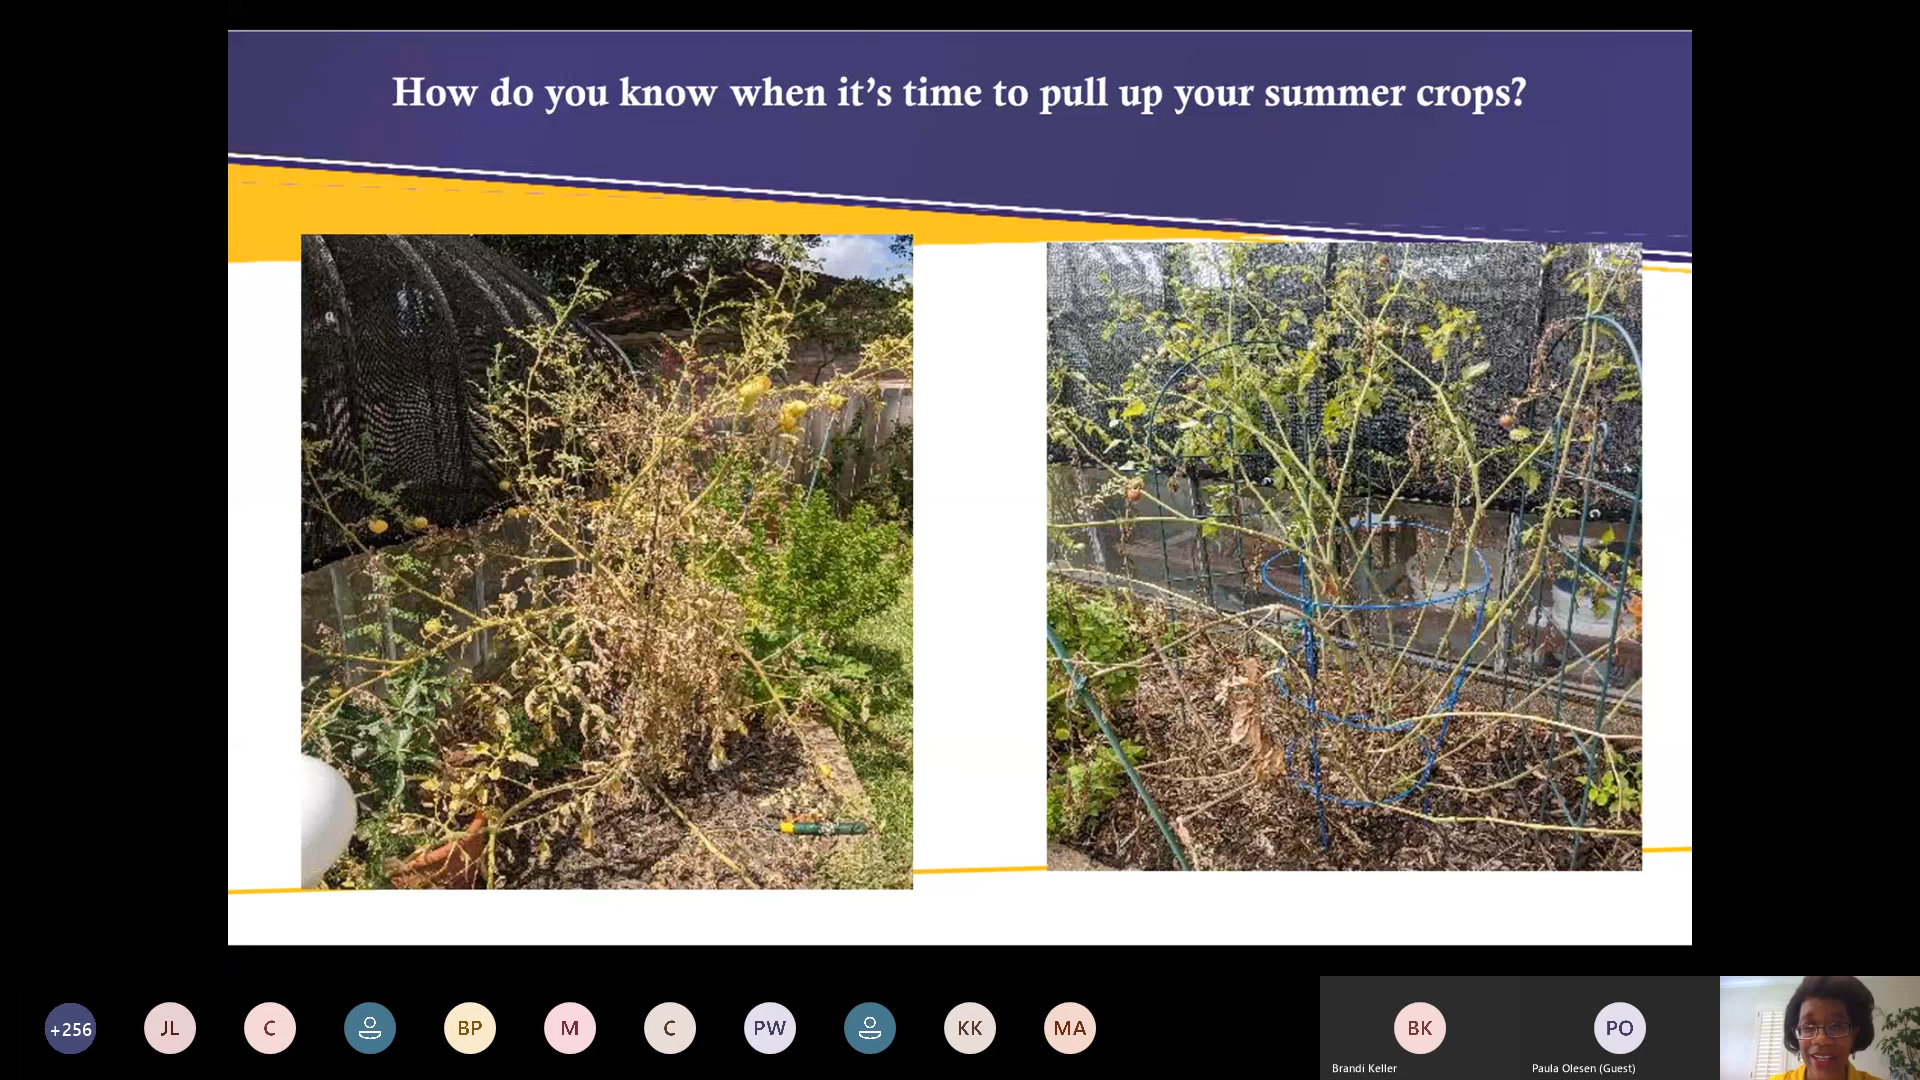 How do you know when it’s time to pull up your summer crops?
+256
JL
C
BP
M
C
PW
KK
MA
BK
PO
Brandi Keller
Paula Olesen (Guest)